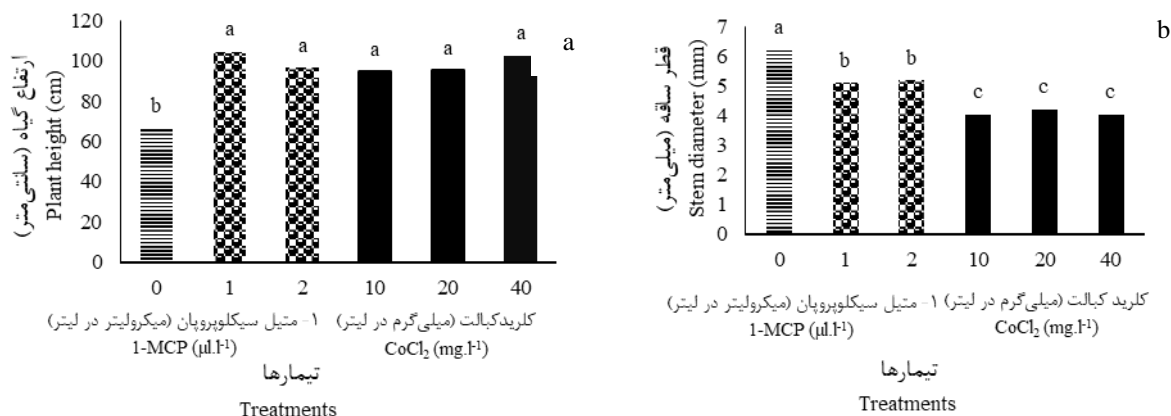 a
ارتفاع گیاه (سانتی‌متر)
Plant height (cm)
120
100
80
60
40
20
0
b
a
a
a
a
a
0 1 2 10 20 40
۱- متیل سیکلوپروپان (میکرولیتر در لیتر) کلریدکبالت (میلی‌گرم در لیتر)
1-MCP (µl.l⁻¹) CoCl₂ (mg.l⁻¹)
تیمارها
Treatments
b
قطر ساقه (میلی‌متر)
Stem diameter (mm)
7
6
5
4
3
2
1
0
a
b
b
c
c
c
0 1 2 10 20 40
۱- متیل سیکلوپروپان (میکرولیتر در لیتر) کلرید کبالت (میلی‌گرم در لیتر)
1-MCP (µl.l⁻¹) CoCl₂ (mg.l⁻¹)
تیمارها
Treatments